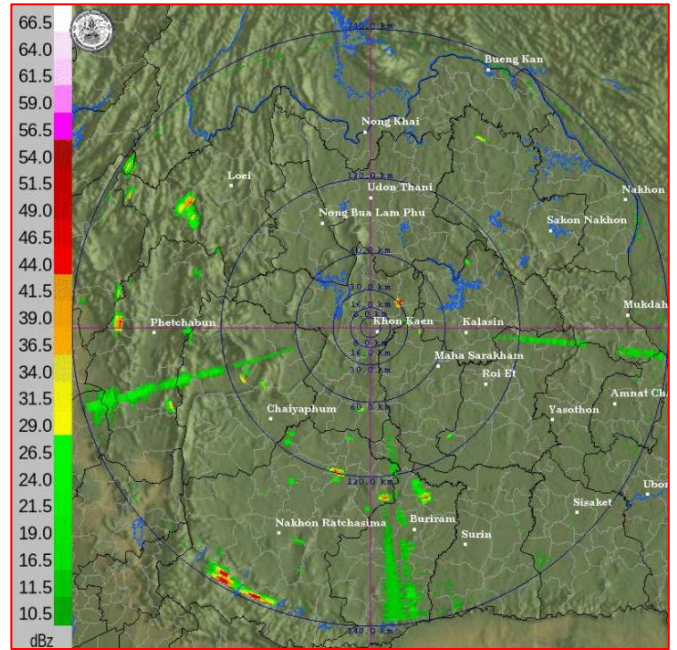 66.5
64.0
61.5
59.0
56.5
54.0
51.5
49.0
46.5
44.0
41.5
39.0
36.5
34.0
31.5
29.0
26.5
24.0
21.5
19.0
16.5
11.5
10.5
dBz
Bueng Kan
Nong Khai
Loei
Udon Thani
Nong Bua Lam Phu
Nakhon
Sakon Nakhon
Mukdah
Phetchabun
Khon Kaen
Kalasin
Maha Sarakham
Roi Et
Amnat Cha
Chaiyaphum
Yasothon
120.0 km
Ubon
Sisaket
Nakhon Ratchasima
Buriram
Surin